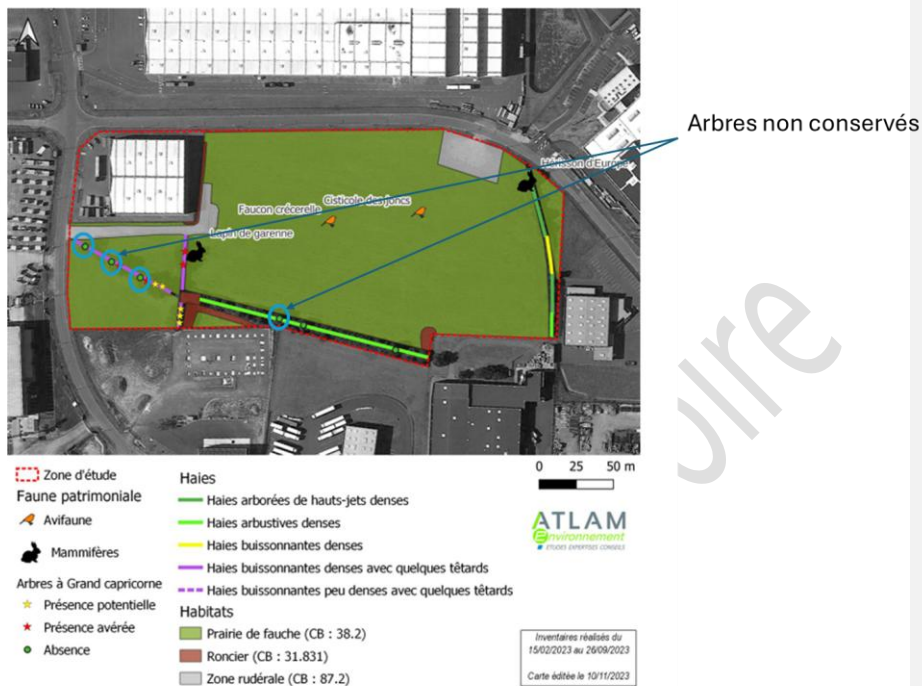 Arbres non conservés
Hérisson d'Europe
Cisticole des joncs
Faucon crécerelle
Lapin de garenne
Zone d'étude
Faune patrimoniale
Avifaune
Mammifères
Arbres à Grand capricorne
Présence potentielle
Présence avérée
Absence
Haies
Haies arborées de hauts-jets denses
Haies arbustives denses
Haies buissonnantes denses
Haies buissonnantes denses avec quelques têtards
Haies buissonnantes peu denses avec quelques têtards
Habitats
Prairie de fauche (CB : 38.2)
Roncier (CB : 31.831)
Zone rudérale (CB : 87.2)
0 25 50 m
ATLAM
Environnement
ETUDES EXPERTISES CONSEILS
Inventaires réalisés du
15/02/2023 au 26/09/2023
Carte éditée le 10/11/2023